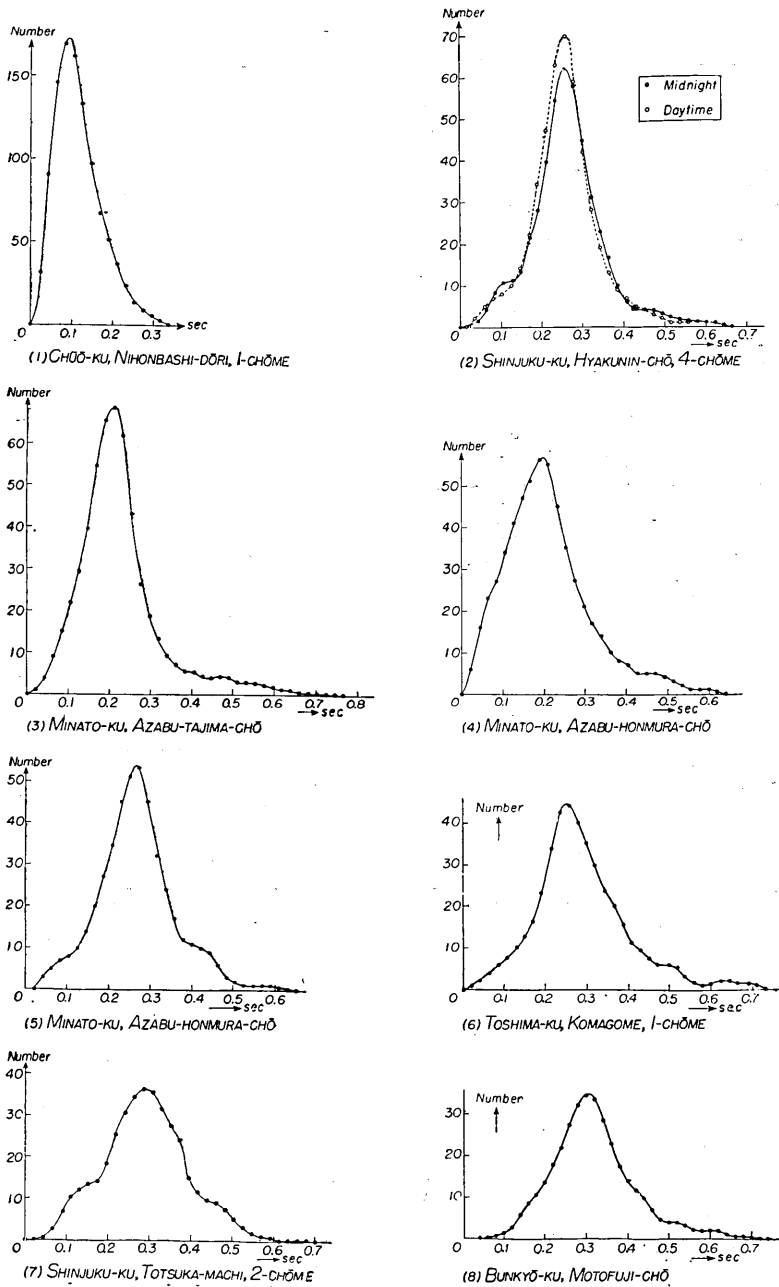 Number
150
100
50
0 0.1 0.2 0.3 sec
(1) CHŪŌ-KU, NIHONBASHI-DŌRI, 1-CHŌME
Number
70
60
50
40
30
20
10
0 0.1 0.2 0.3 0.4 0.5 0.6 0.7
sec
Midnight
Daytime
(2) SHINJUKU-KU, HYAKUNIN-CHŌ, 4-CHŌME
Number
60
50
40
30
20
10
0 0.1 0.2 0.3 0.4 0.5 0.6 0.7 0.8
sec
(3) MINATO-KU, AZABU-TAJIMA-CHŌ
Number
50
40
30
20
10
0 0.1 0.2 0.3 0.4 0.5 0.6
sec
(4) MINATO-KU, AZABU-HONMURA-CHŌ
Number
50
40
30
20
10
0 0.1 0.2 0.3 0.4 0.5 0.6
sec
(5) MINATO-KU, AZABU-HONMURA-CHŌ
Number
40
30
20
10
0 0.1 0.2 0.3 0.4 0.5 0.6 0.7
sec
(6) TOSHIMA-KU, KOMAGOME, 1-CHŌME
Number
40
30
20
10
0 0.1 0.2 0.3 0.4 0.5 0.6 0.7
sec
(7) SHINJUKU-KU, TOTSUKA-MACHI, 2-CHŌME
Number
30
20
10
0 0.1 0.2 0.3 0.4 0.5 0.6 0.7
sec
(8) BUNKYŌ-KU, MOTOFUJI-CHŌ